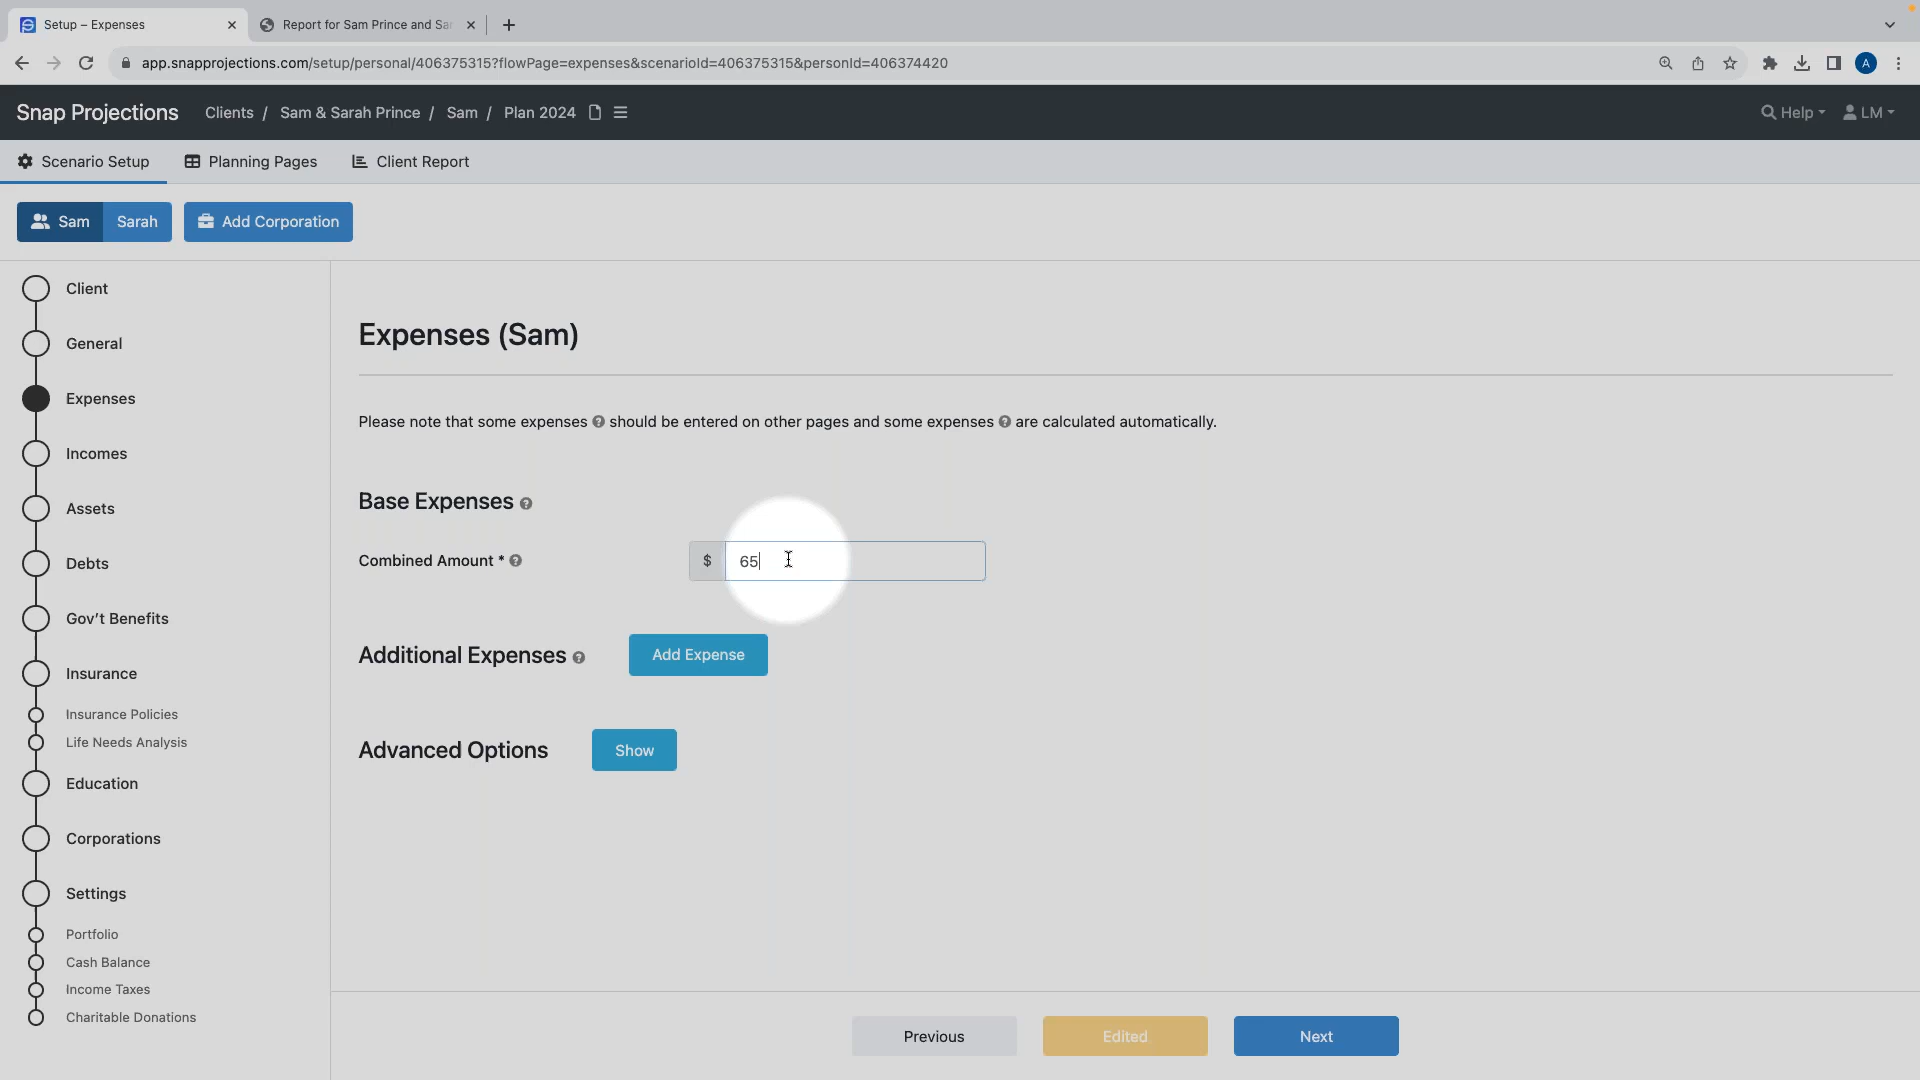 Setup – Expenses
Report for Sam Prince and Sa
app.snapprojections.com/setup/personal/406375315?flowPage=expenses&scenarioId=406375315&personId=406374420
A
Snap Projections
Clients / Sam & Sarah Prince / Sam / Plan 2024
Help
LM
Scenario Setup
Planning Pages
Client Report
Sam
Sarah
Add Corporation
Client
General
Expenses
Incomes
Assets
Debts
Gov't Benefits
Insurance
Insurance Policies
Life Needs Analysis
Education
Corporations
Settings
Portfolio
Cash Balance
Income Taxes
Charitable Donations
Expenses (Sam)
Please note that some expenses ? should be entered on other pages and some expenses ? are calculated automatically.
Base Expenses ?
Combined Amount * ?
$ 65
Additional Expenses ?
Add Expense
Advanced Options
Show
Previous
Edited
Next